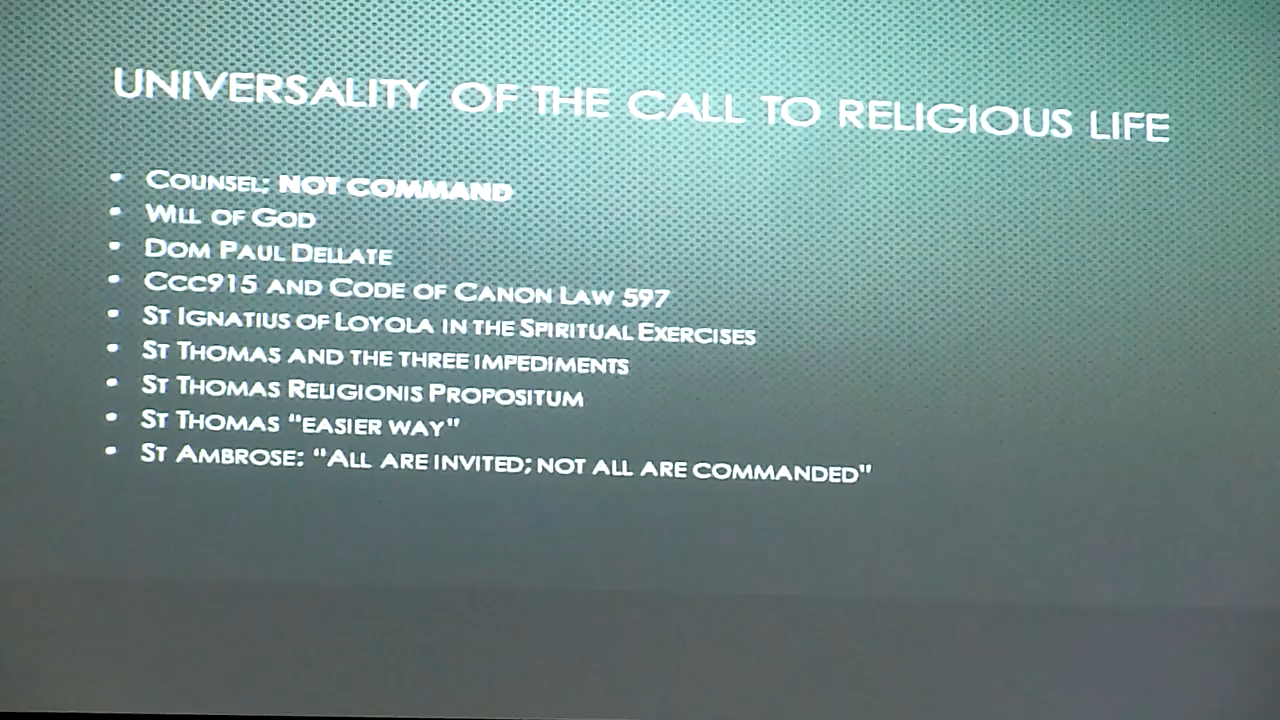 UNIVERSALITY OF THE CALL TO RELIGIOUS LIFE
• COUNSEL: NOT COMMAND
• WILL OF GOD
• DOM PAUL DELLATE
• CCC915 AND CODE OF CANON LAW 597
• ST IGNATIUS OF LOYOLA IN THE SPIRITUAL EXERCISES
• ST THOMAS AND THE THREE IMPEDIMENTS
• ST THOMAS RELIGIONIS PROPOSITUM
• ST THOMAS "EASIER WAY"
• ST AMBROSE: "ALL ARE INVITED; NOT ALL ARE COMMANDED"